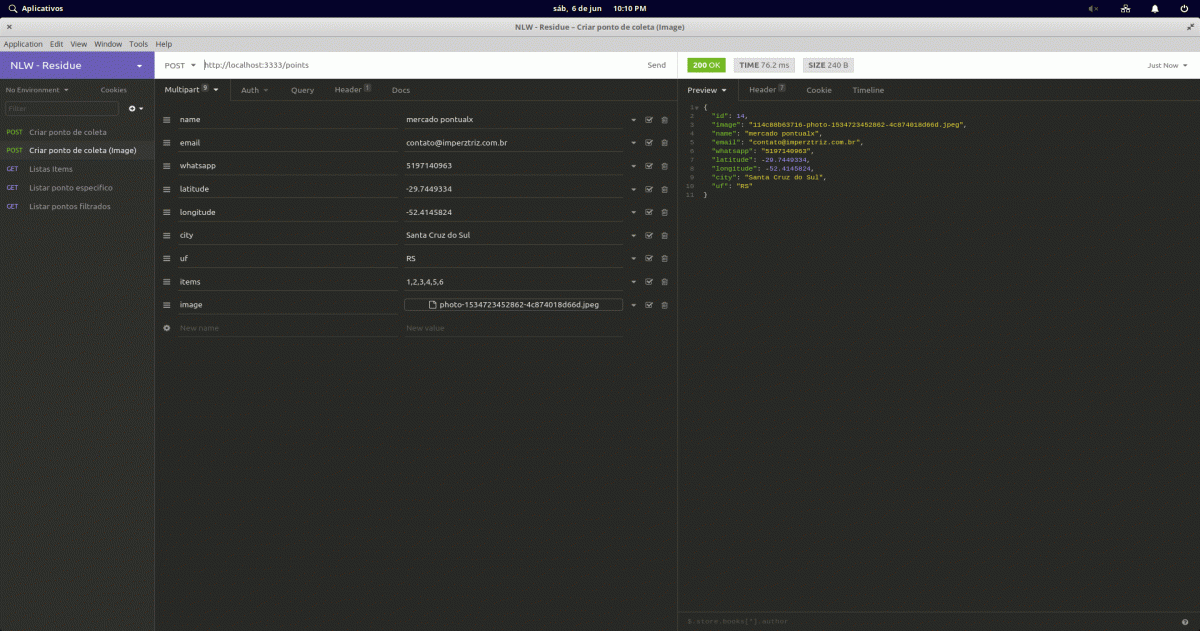 Aplicativos
sáb, 6 de jun 10:10 PM
NLW - Residue – Criar ponto de coleta (Image)
Application Edit View Window Tools Help
NLW - Residue
No Environment Cookies
Filter
POST Criar ponto de coleta
POST Criar ponto de coleta (Image)
GET Listas Items
GET Listar ponto especifico
GET Listar pontos filtrados
POST http://localhost:3333/points Send
Multipart 9 Auth Query Header 1 Docs
name mercado pontualx
email contato@imperztriz.com.br
whatsapp 5197140963
latitude -29.7449334
longitude -52.4145824
city Santa Cruz do Sul
uf RS
items 1,2,3,4,5,6
image photo-1534723452862-4c874018d66d.jpeg
New name New value
200 OK TIME 76.2 ms SIZE 240 B Just Now
Preview Header 7 Cookie Timeline
1 {
2 "id": 14,
3 "image": "114c88b63716-photo-1534723452862-4c874018d66d.jpeg",
4 "name": "mercado pontualx",
5 "email": "contato@imperztriz.com.br",
6 "whatsapp": "5197140963",
7 "latitude": -29.7449334,
8 "longitude": -52.4145824,
9 "city": "Santa Cruz do Sul",
10 "uf": "RS"
11 }
$.store.books[*].author